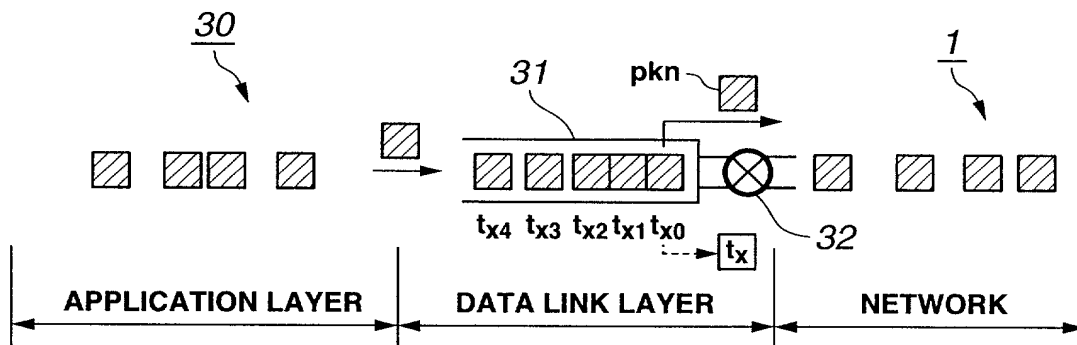 30
31
pkn
1
tx4 tx3 tx2 tx1 tx0
32
tx
APPLICATION LAYER DATA LINK LAYER NETWORK